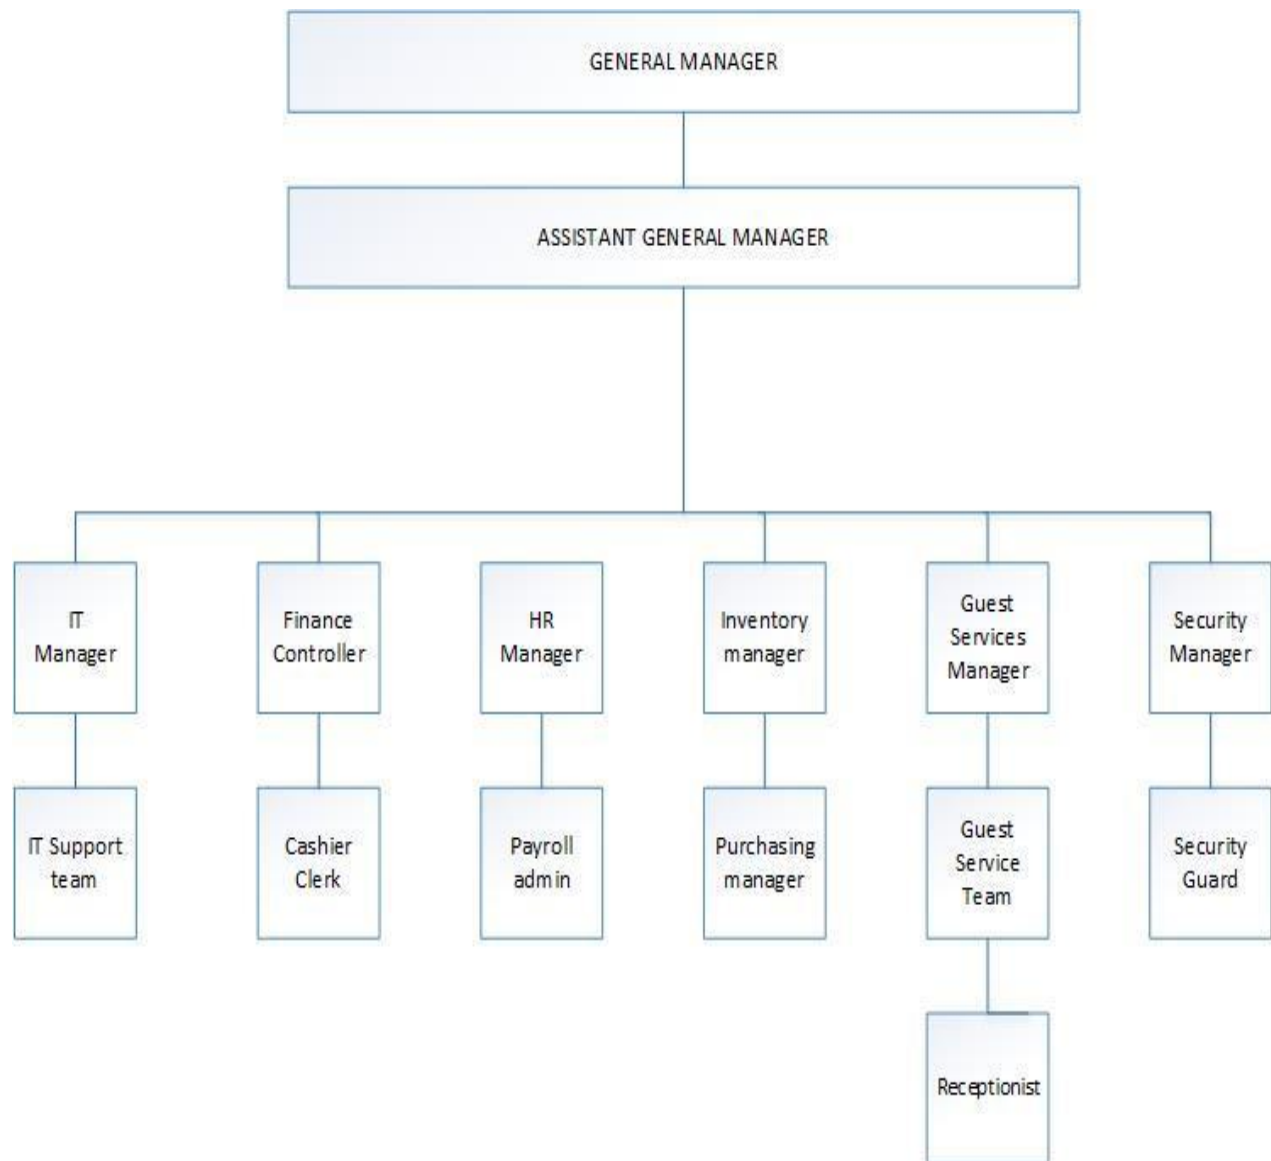 GENERAL MANAGER
ASSISTANT GENERAL MANAGER
IT
Manager
Finance
Controller
HR
Manager
Inventory
manager
Guest
Services
Manager
Security
Manager
IT Support
team
Cashier
Clerk
Payroll
admin
Purchasing
manager
Guest
Service
Team
Security
Guard
Receptionist